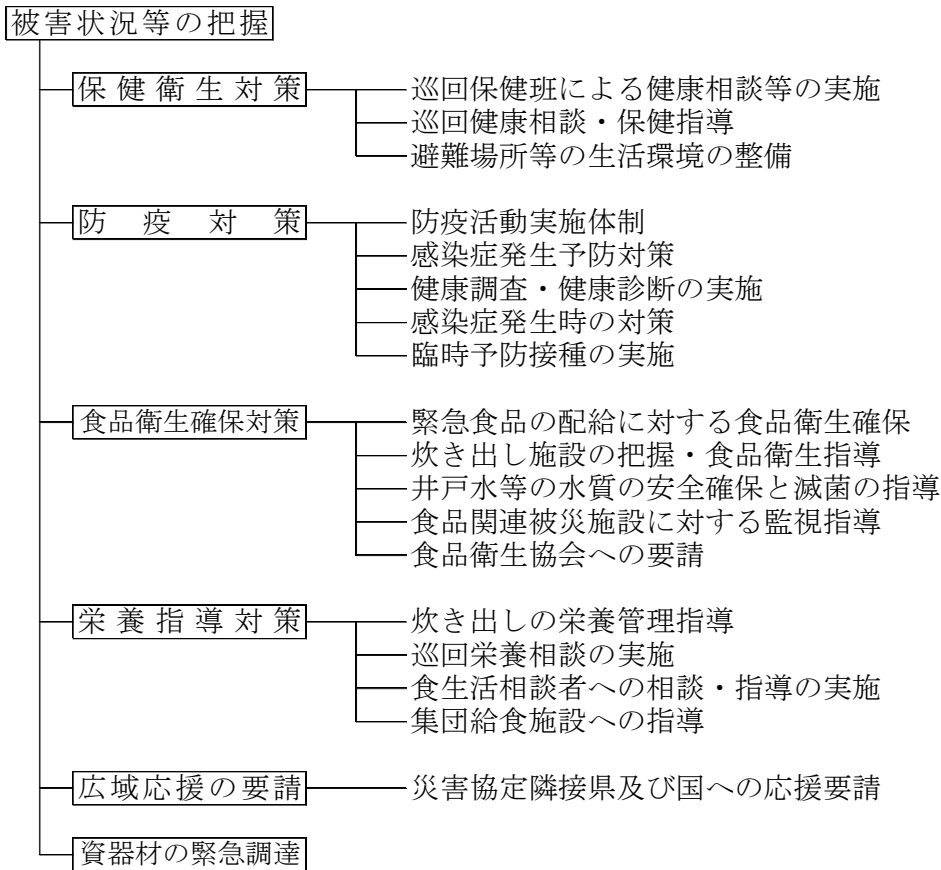 被害状況等の把握
保健衛生対策 巡回保健班による健康相談等の実施
巡回健康相談・保健指導
避難場所等の生活環境の整備
防疫対策 防疫活動実施体制
感染症発生予防対策
健康調査・健康診断の実施
感染症発生時の対策
臨時予防接種の実施
食品衛生確保対策 緊急食品の配給に対する食品衛生確保
炊き出し施設の把握・食品衛生指導
井戸水等の水質の安全確保と滅菌の指導
食品関連被災施設に対する監視指導
食品衛生協会への要請
栄養指導対策 炊き出しの栄養管理指導
巡回栄養相談の実施
食生活相談者への相談・指導の実施
集団給食施設への指導
広域応援の要請 災害協定隣接県及び国への応援要請
資器材の緊急調達